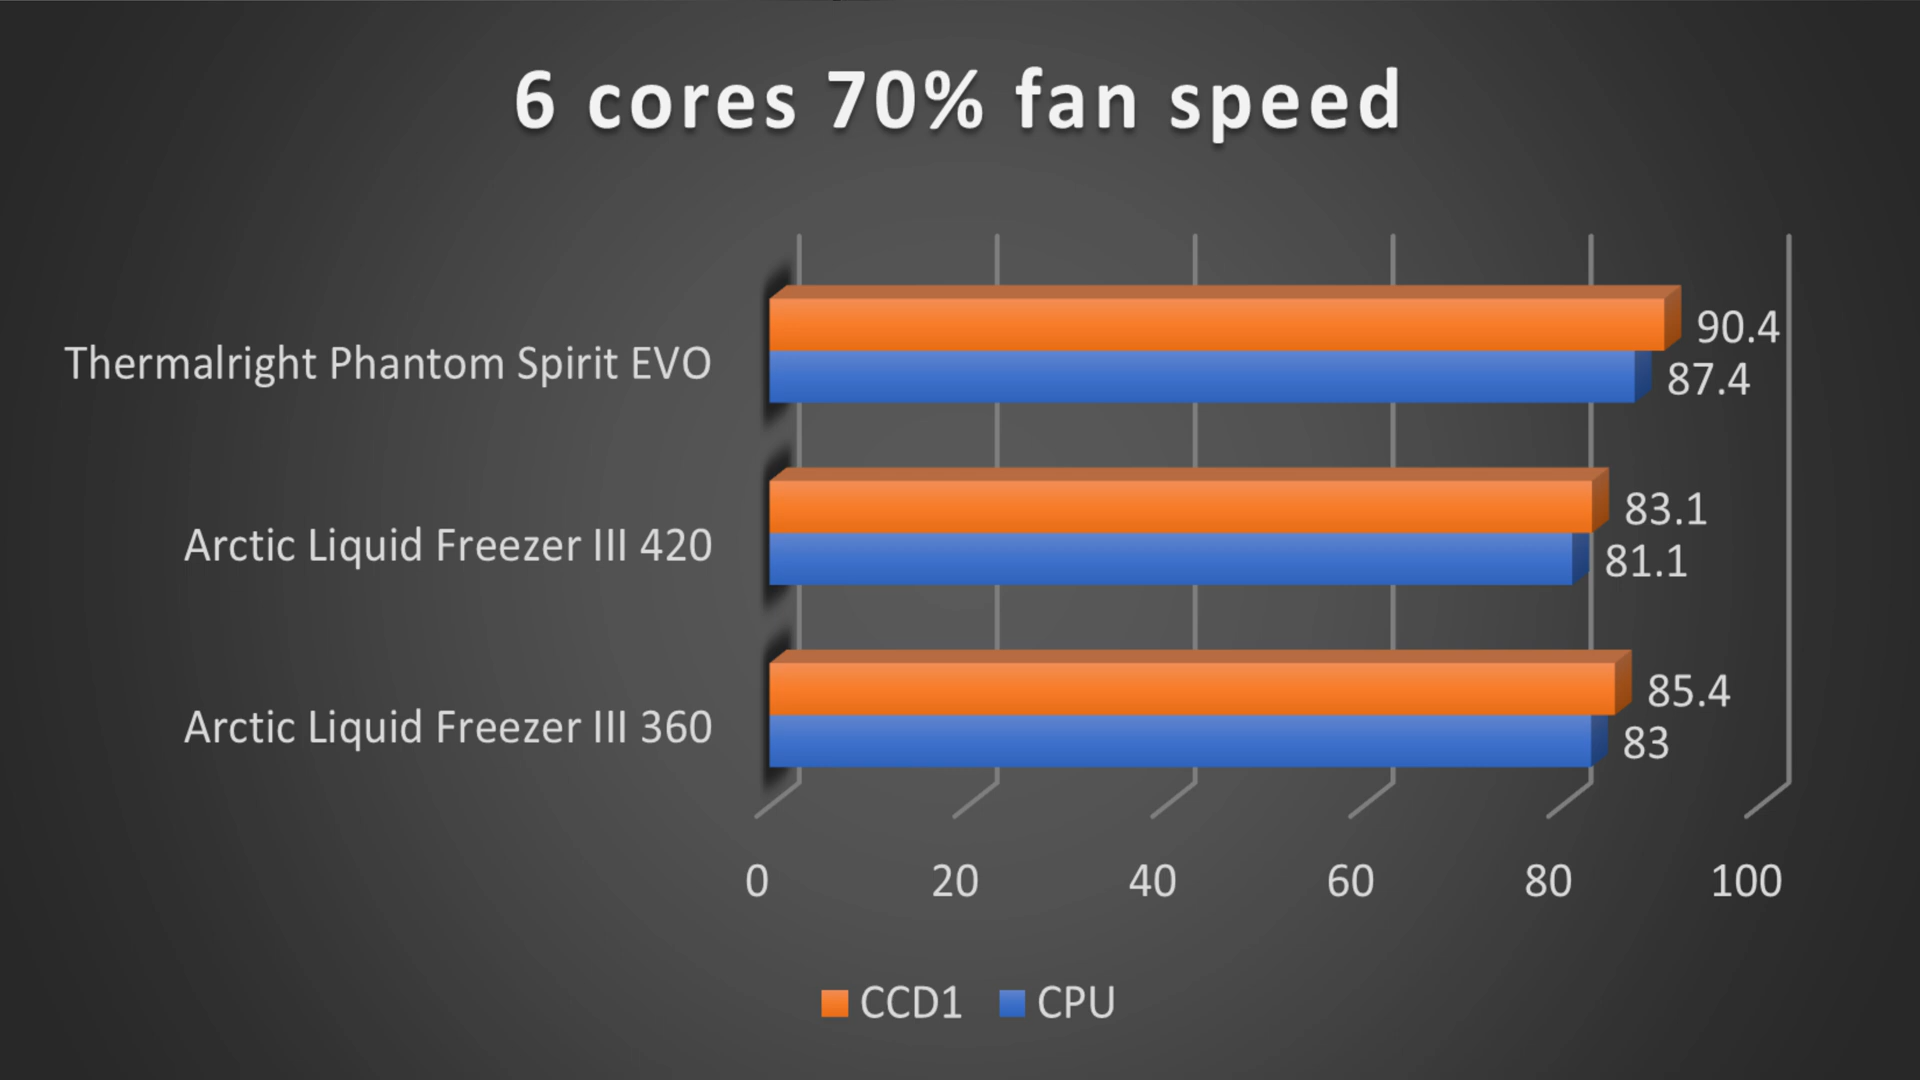 6 cores 70% fan speed
Thermalright Phantom Spirit EVO
90.4
87.4
Arctic Liquid Freezer III 420
83.1
81.1
Arctic Liquid Freezer III 360
85.4
83
0 20 40 60 80 100
CCD1 CPU